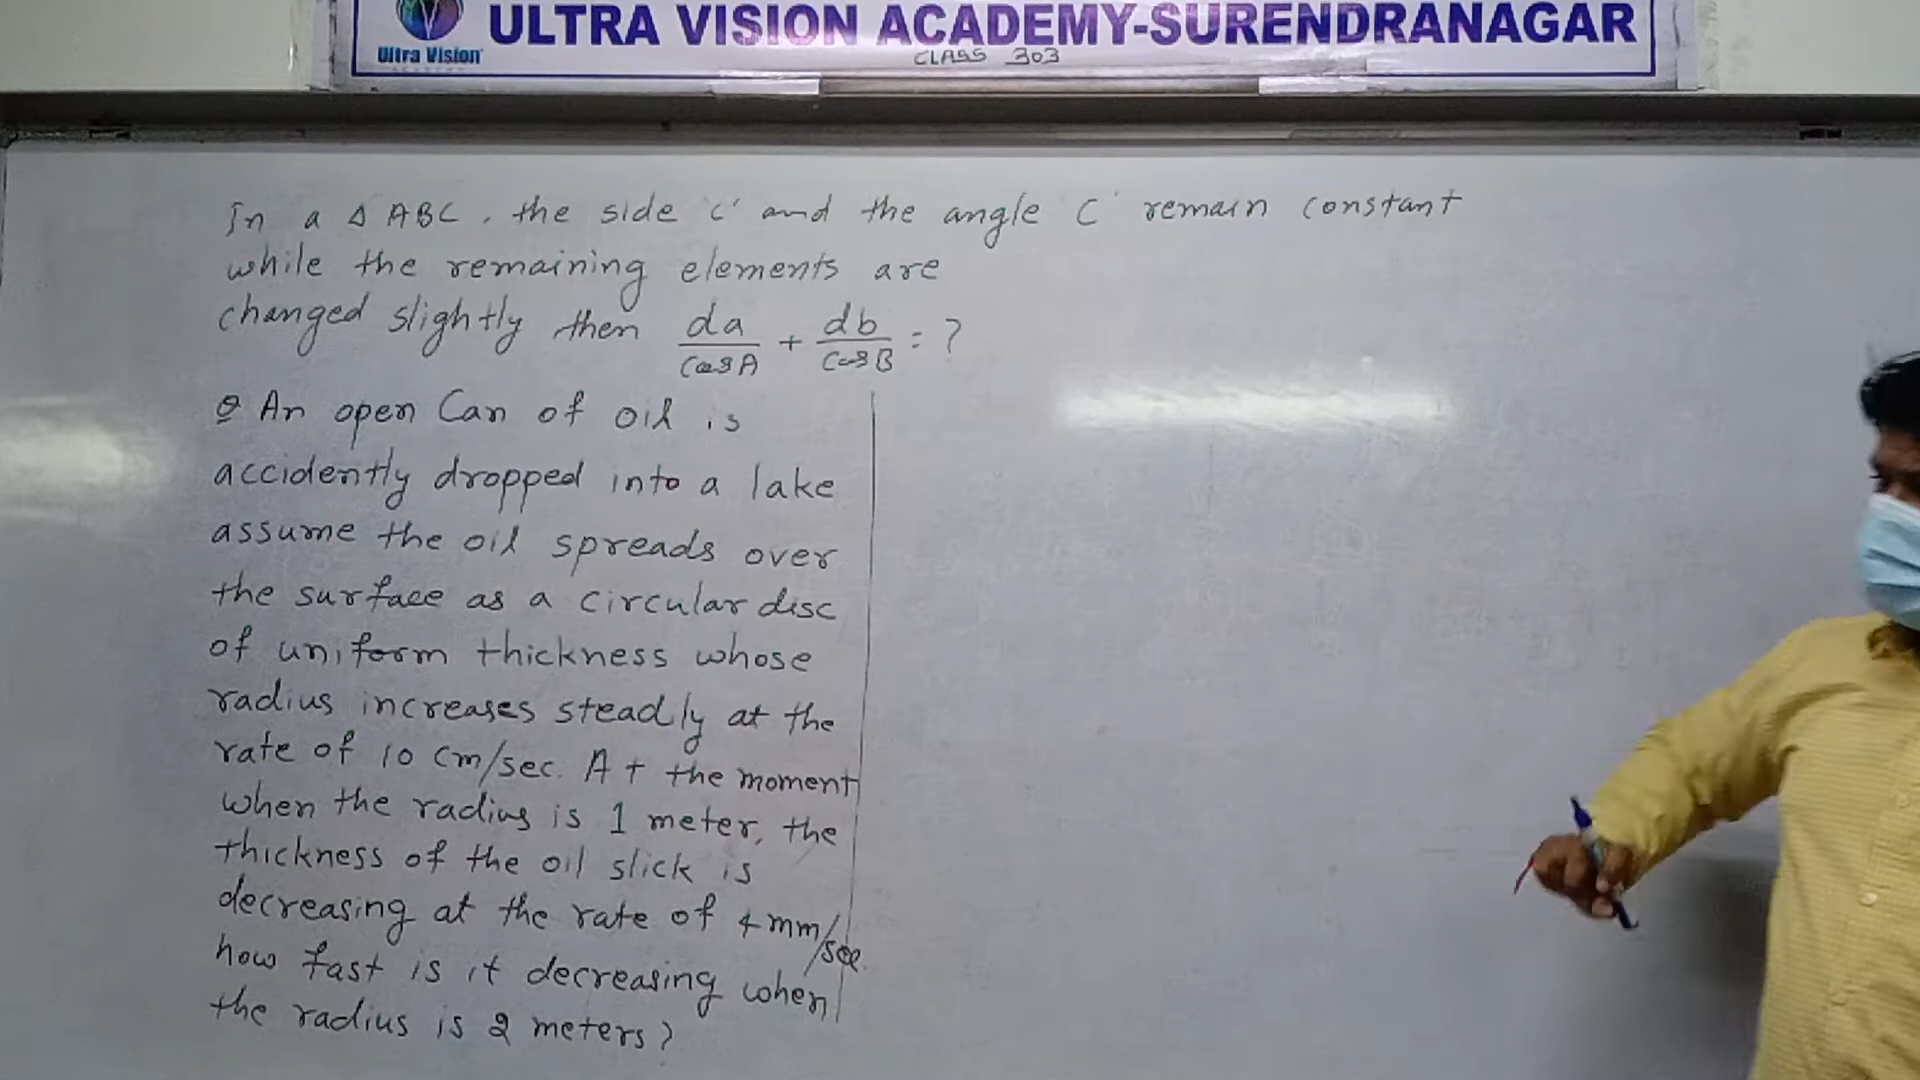 ULTRA VISION ACADEMY-SURENDRANAGAR
Ultra Vision
ACADEMY
CLASS 303
In a Δ ABC, the side 'c' and the angle 'C' remain constant
while the remaining elements are
changed slightly then da/cosA + db/cosB = ?
Q An open Can of oil is
accidently dropped into a lake
assume the oil spreads over
the surface as a circular disc
of uniform thickness whose
radius increases steadly at the
rate of 10 cm/sec. At the moment
when the radius is 1 meter, the
thickness of the oil slick is
decreasing at the rate of 4 mm/sec.
how fast is it decreasing when
the radius is 2 meters?